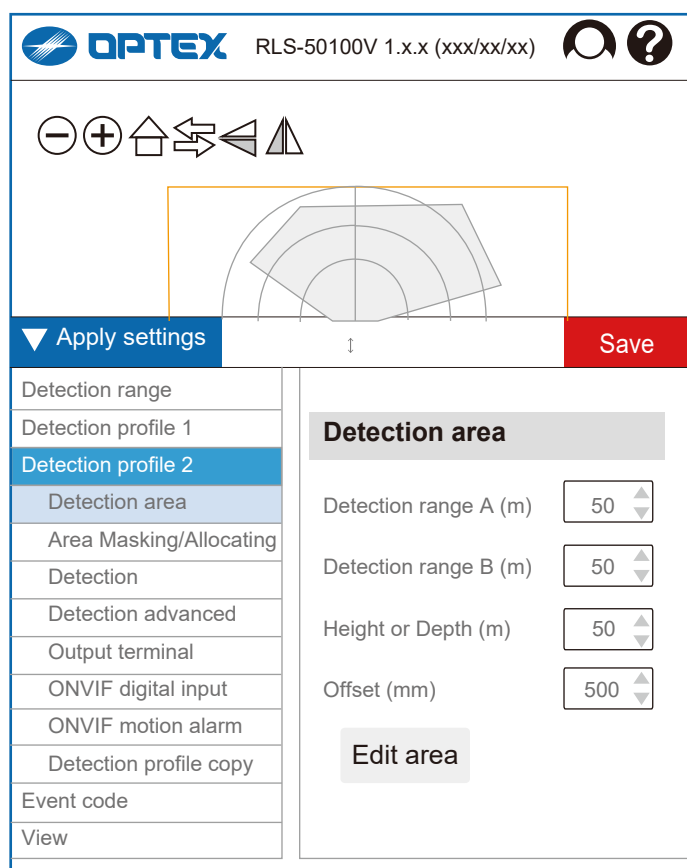 OPTEX RLS-50100V 1.x.x (xxx/xx/xx) ?
Apply settings
Save
Detection range
Detection profile 1
Detection profile 2
Detection area
Area Masking/Allocating
Detection
Detection advanced
Output terminal
ONVIF digital input
ONVIF motion alarm
Detection profile copy
Event code
View
Detection area
Detection range A (m) 50
Detection range B (m) 50
Height or Depth (m) 50
Offset (mm) 500
Edit area